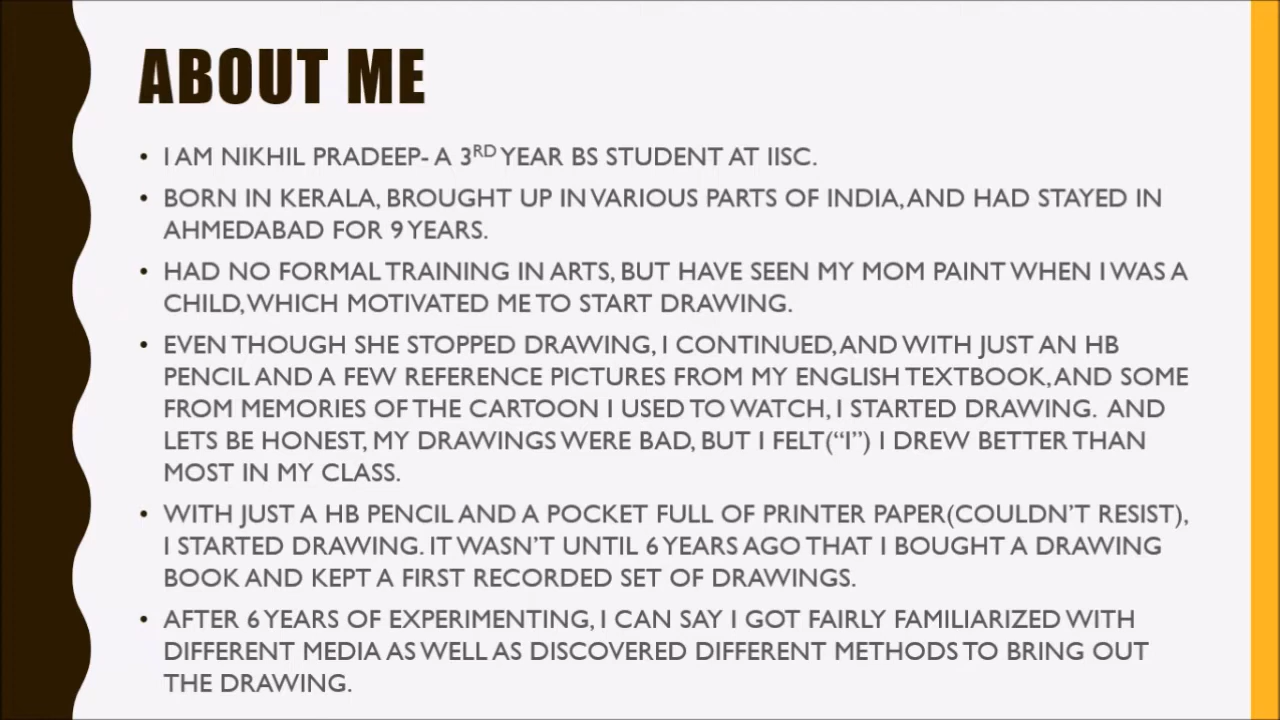 ABOUT ME
• I AM NIKHIL PRADEEP- A 3RD YEAR BS STUDENT AT IISC.
• BORN IN KERALA, BROUGHT UP IN VARIOUS PARTS OF INDIA, AND HAD STAYED IN
AHMEDABAD FOR 9 YEARS.
• HAD NO FORMAL TRAINING IN ARTS, BUT HAVE SEEN MY MOM PAINT WHEN I WAS A
CHILD, WHICH MOTIVATED ME TO START DRAWING.
• EVEN THOUGH SHE STOPPED DRAWING, I CONTINUED, AND WITH JUST AN HB
PENCIL AND A FEW REFERENCE PICTURES FROM MY ENGLISH TEXTBOOK, AND SOME
FROM MEMORIES OF THE CARTOON I USED TO WATCH, I STARTED DRAWING. AND
LETS BE HONEST, MY DRAWINGS WERE BAD, BUT I FELT(“I”) I DREW BETTER THAN
MOST IN MY CLASS.
• WITH JUST A HB PENCIL AND A POCKET FULL OF PRINTER PAPER(COULDN’T RESIST),
I STARTED DRAWING. IT WASN’T UNTIL 6 YEARS AGO THAT I BOUGHT A DRAWING
BOOK AND KEPT A FIRST RECORDED SET OF DRAWINGS.
• AFTER 6 YEARS OF EXPERIMENTING, I CAN SAY I GOT FAIRLY FAMILIARIZED WITH
DIFFERENT MEDIA AS WELL AS DISCOVERED DIFFERENT METHODS TO BRING OUT
THE DRAWING.